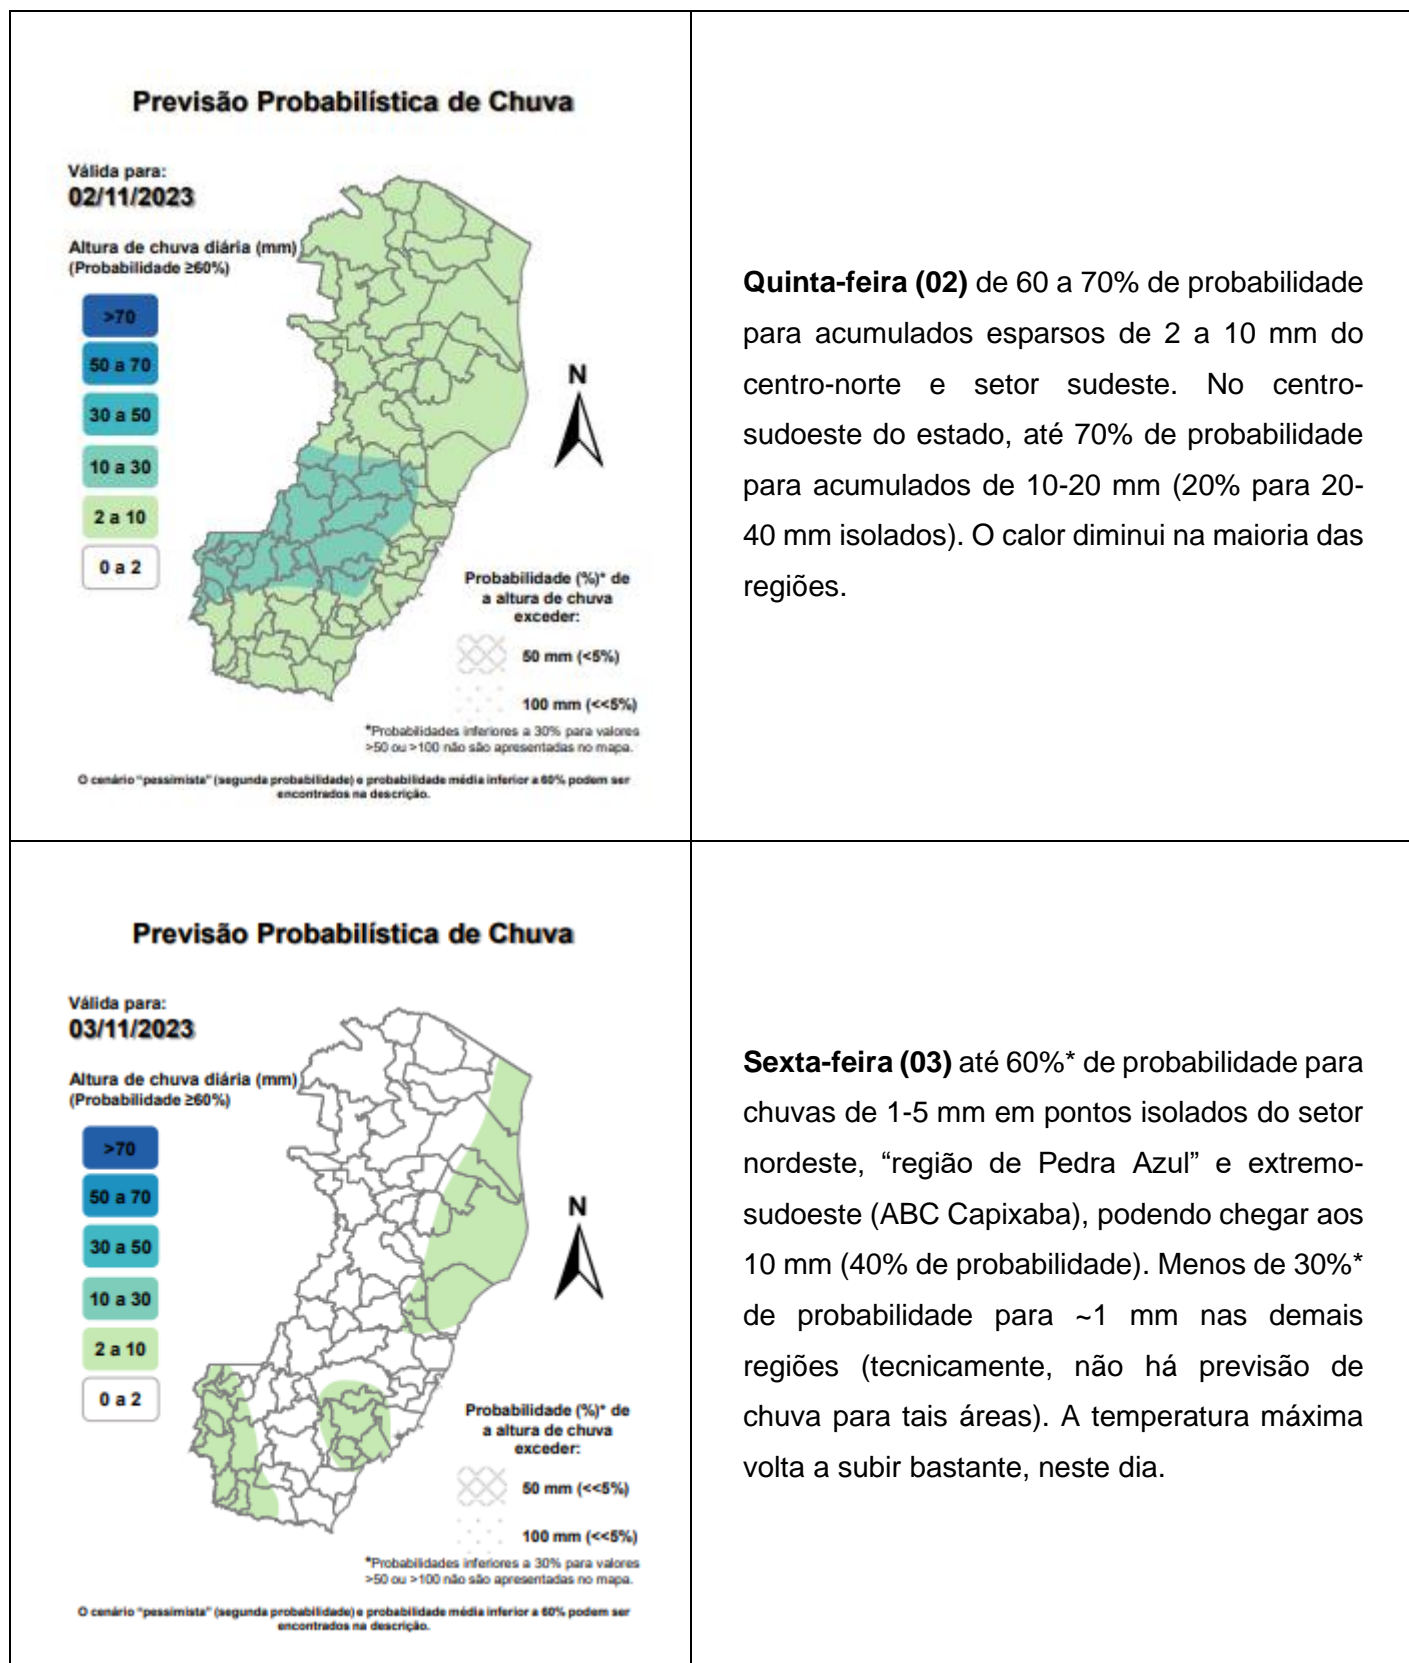 Previsão Probabilística de Chuva
Válida para:
02/11/2023
Altura de chuva diária (mm)
(Probabilidade ≥60%)
>70
50 a 70
30 a 50
10 a 30
2 a 10
0 a 2
N
Probabilidade (%)* de
a altura de chuva
exceder:
50 mm (<5%)
100 mm (<<5%)
*Probabilidades inferiores a 30% para valores
>50 ou >100 não são apresentadas no mapa.
O cenário "pessimista" (segunda probabilidade) e probabilidade média inferior a 60% podem ser
encontrados na descrição.
Quinta-feira (02) de 60 a 70% de probabilidade
para acumulados esparsos de 2 a 10 mm do
centro-norte e setor sudeste. No centro-
sudoeste do estado, até 70% de probabilidade
para acumulados de 10-20 mm (20% para 20-
40 mm isolados). O calor diminui na maioria das
regiões.
Previsão Probabilística de Chuva
Válida para:
03/11/2023
Altura de chuva diária (mm)
(Probabilidade ≥60%)
>70
50 a 70
30 a 50
10 a 30
2 a 10
0 a 2
N
Probabilidade (%)* de
a altura de chuva
exceder:
50 mm (<<5%)
100 mm (<<5%)
*Probabilidades inferiores a 30% para valores
>50 ou >100 não são apresentadas no mapa.
O cenário "pessimista" (segunda probabilidade) e probabilidade média inferior a 60% podem ser
encontrados na descrição.
Sexta-feira (03) até 60%* de probabilidade para
chuvas de 1-5 mm em pontos isolados do setor
nordeste, “região de Pedra Azul” e extremo-
sudoeste (ABC Capixaba), podendo chegar aos
10 mm (40% de probabilidade). Menos de 30%*
de probabilidade para ~1 mm nas demais
regiões (tecnicamente, não há previsão de
chuva para tais áreas). A temperatura máxima
volta a subir bastante, neste dia.